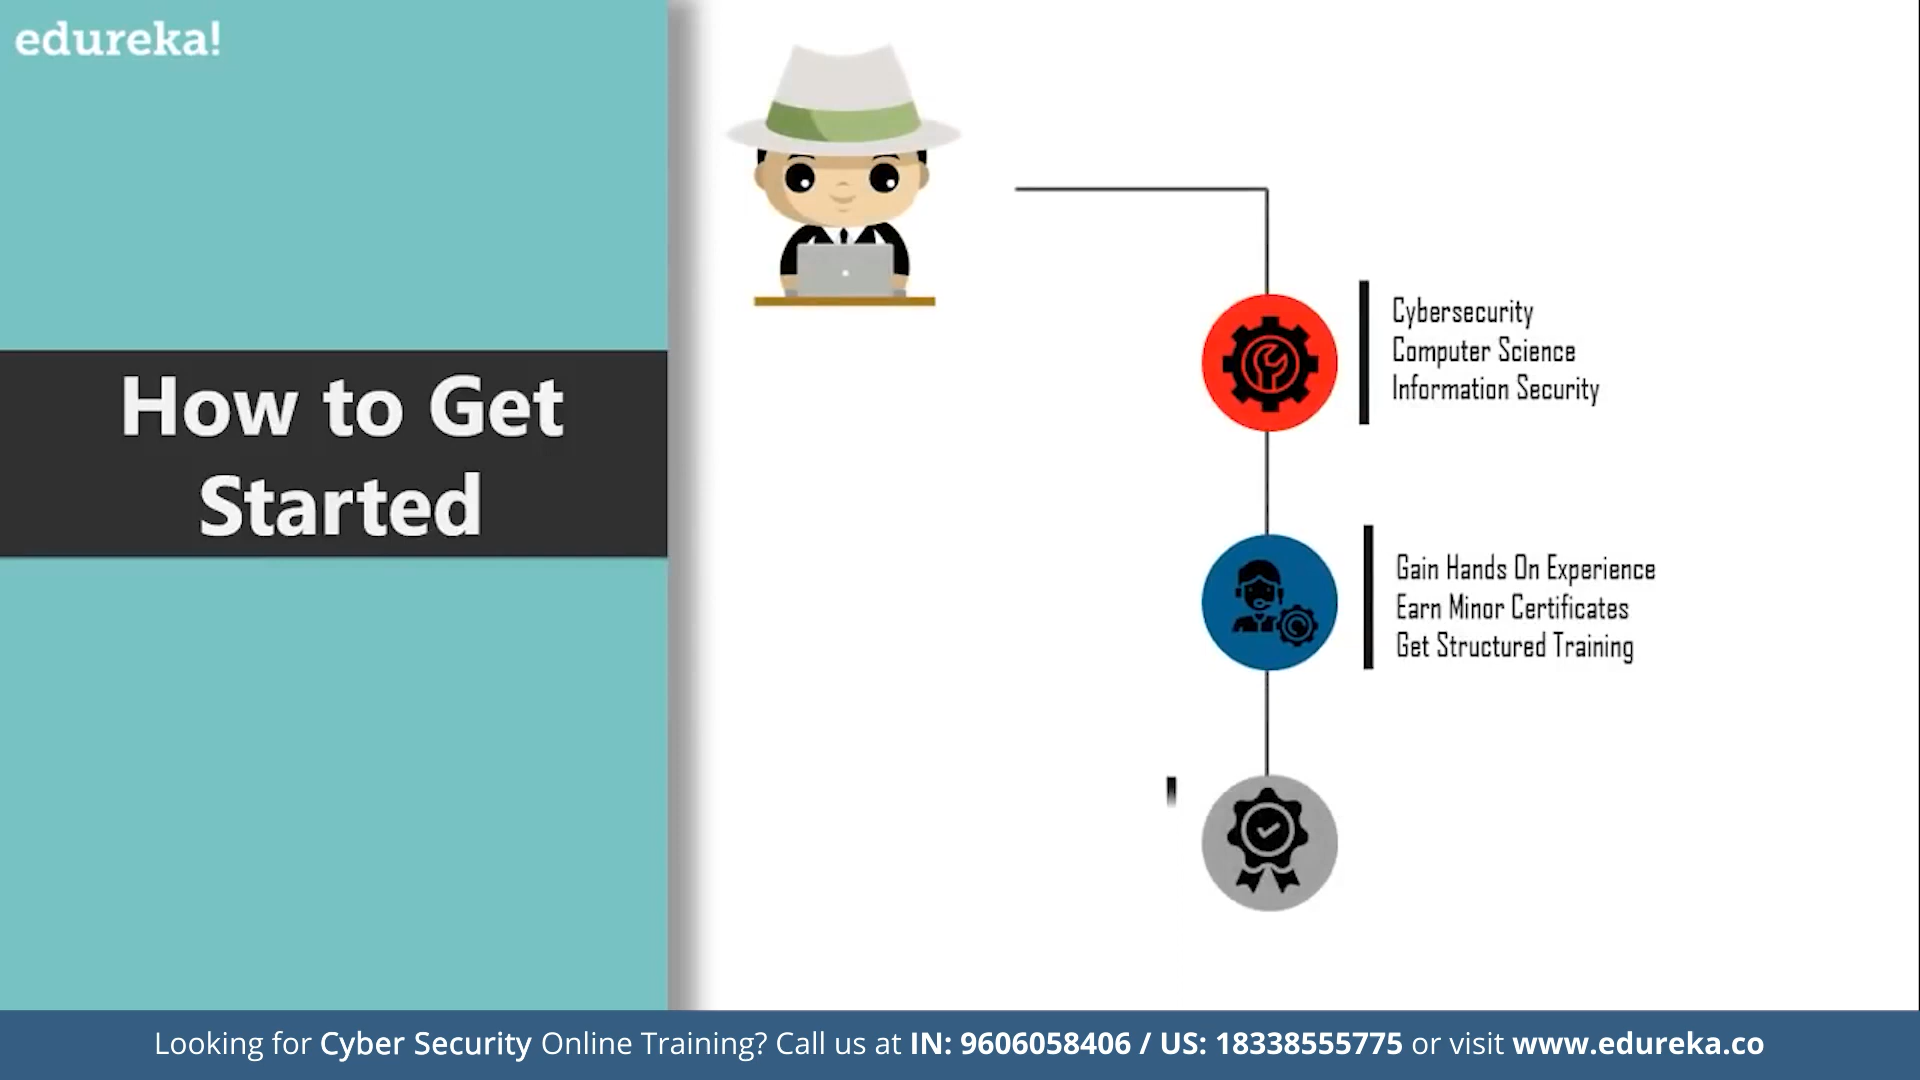 edureka!
How to Get
Started
Cybersecurity
Computer Science
Information Security
Gain Hands On Experience
Earn Minor Certificates
Get Structured Training
Looking for Cyber Security Online Training? Call us at IN: 9606058406 / US: 18338555775 or visit www.edureka.co